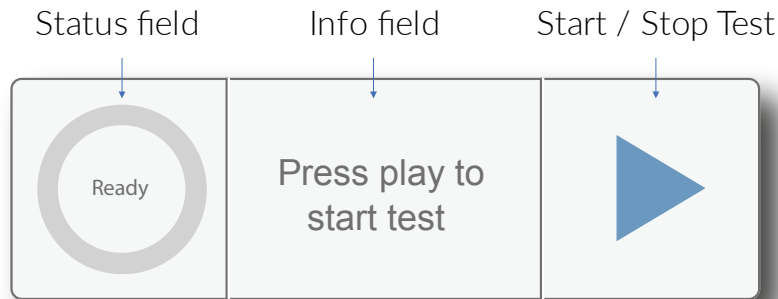 Status field
Info field
Start / Stop Test
Ready
Press play to
start test